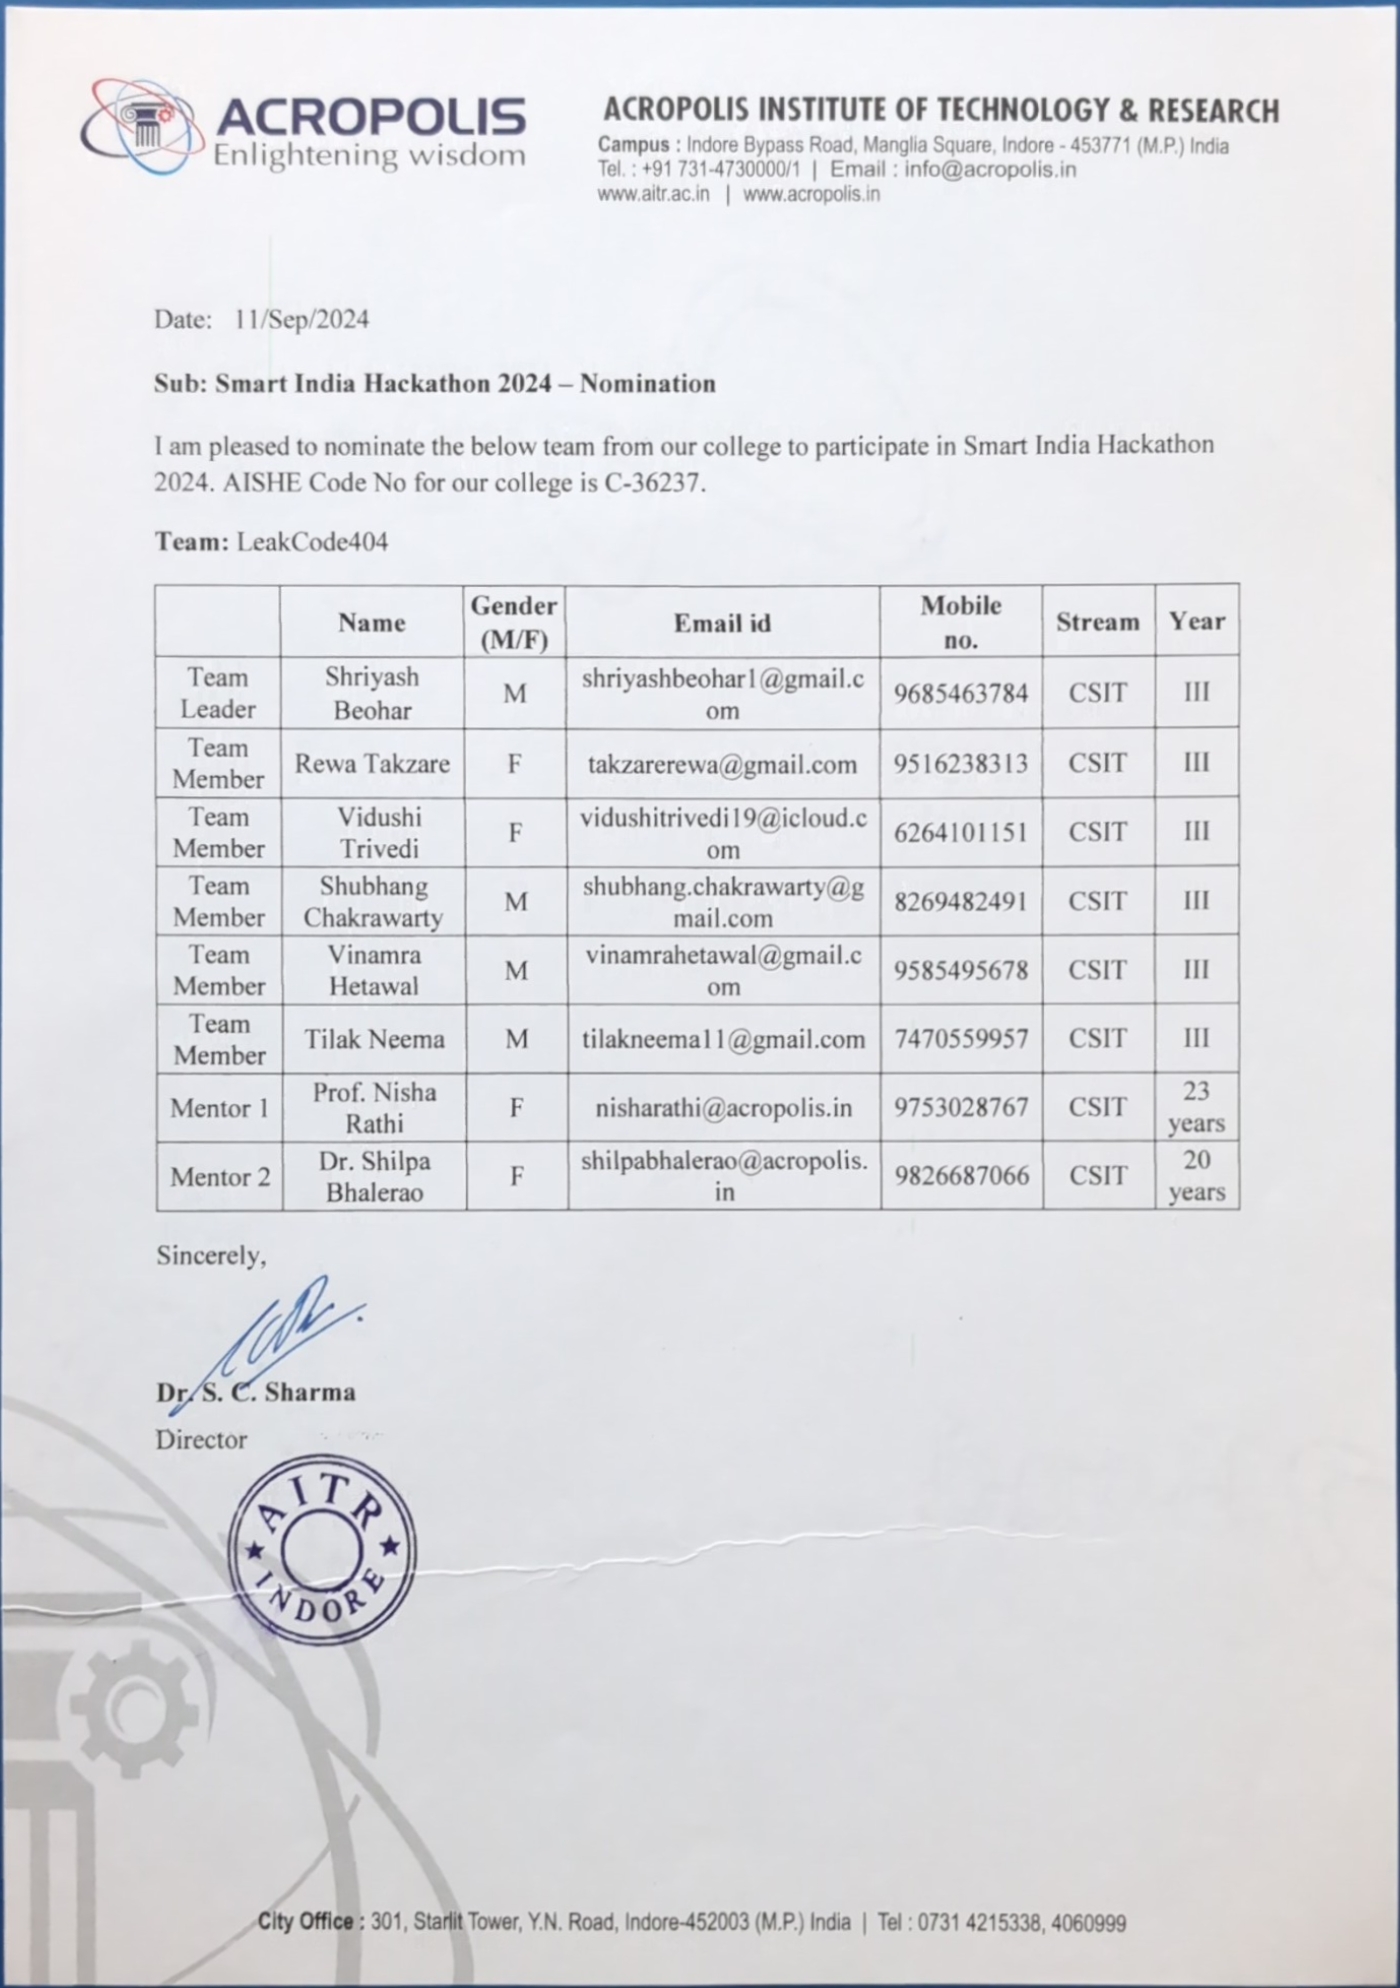 ACROPOLIS
Enlightening wisdom
ACROPOLIS INSTITUTE OF TECHNOLOGY & RESEARCH
Campus : Indore Bypass Road, Manglia Square, Indore - 453771 (M.P.) India
Tel. : +91 731-4730000/1 | Email : info@acropolis.in
www.aitr.ac.in | www.acropolis.in
Date: 11/Sep/2024
Sub: Smart India Hackathon 2024 – Nomination
I am pleased to nominate the below team from our college to participate in Smart India Hackathon
2024. AISHE Code No for our college is C-36237.
Team: LeakCode404
Name Gender (M/F) Email id Mobile no. Stream Year
Team Leader Shriyash Beohar M shriyashbeohar1@gmail.com 9685463784 CSIT III
Team Member Rewa Takzare F takzarerewa@gmail.com 9516238313 CSIT III
Team Member Vidushi Trivedi F vidushitrivedi19@icloud.com 6264101151 CSIT III
Team Member Shubhang Chakrawarty M shubhang.chakrawarty@gmail.com 8269482491 CSIT III
Team Member Vinamra Hetawal M vinamrahetawal@gmail.com 9585495678 CSIT III
Team Member Tilak Neema M tilakneema11@gmail.com 7470559957 CSIT III
Mentor 1 Prof. Nisha Rathi F nisharathi@acropolis.in 9753028767 CSIT 23 years
Mentor 2 Dr. Shilpa Bhalerao F shilpabhalerao@acropolis.in 9826687066 CSIT 20 years
Sincerely,
Dr. S. C. Sharma
Director
AITR
INDORE
City Office : 301, Starlit Tower, Y.N. Road, Indore-452003 (M.P.) India | Tel : 0731 4215338, 4060999